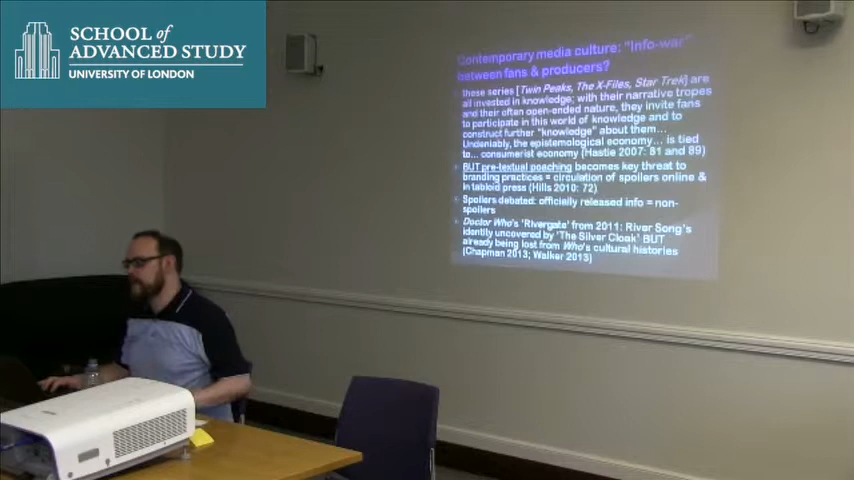 SCHOOL of
ADVANCED STUDY
UNIVERSITY OF LONDON
Contemporary media culture: "Info-war"
between fans & producers?
these series [Twin Peaks, The X-Files, Star Trek] are
all invested in knowledge; with their narrative tropes
and their often open-ended nature, they invite fans
to participate in this world of knowledge and to
construct further "knowledge" about them...
Undeniably, the epistemological economy... is tied
to... consumerist economy (Hastie 2007: 81 and 89)
BUT pre-textual poaching becomes key threat to
branding practices = circulation of spoilers online &
in tabloid press (Hills 2010: 72)
Spoilers debated: officially released info = non-
spoilers
Doctor Who's 'Rivergate' from 2011: River Song's
identity uncovered by 'The Silver Cloak' BUT
already being lost from Who's cultural histories
(Chapman 2013; Walker 2013)